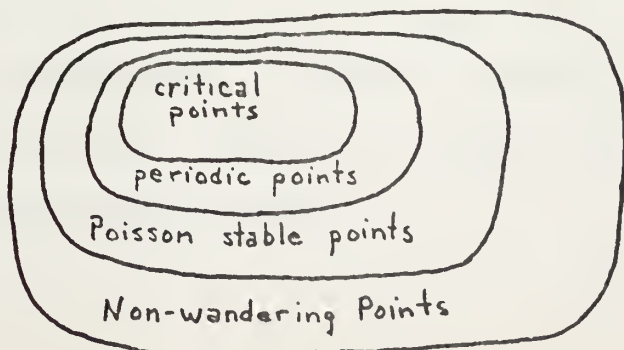 critical
points
periodic points
Poisson stable points
Non-wandering Points